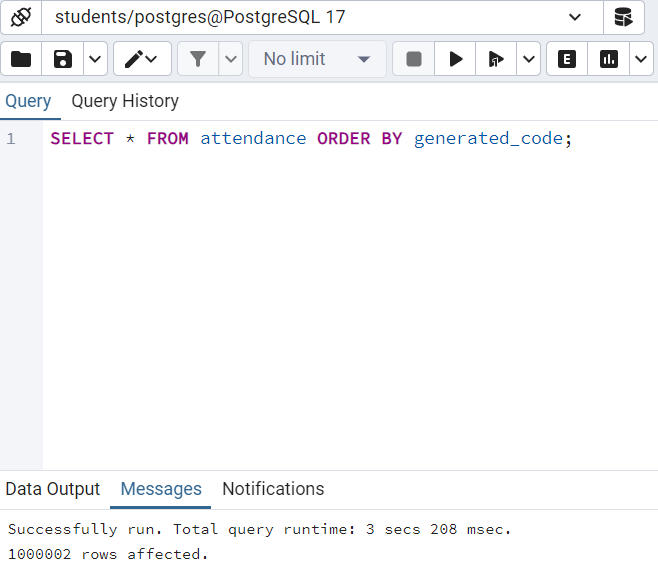 students/postgres@PostgreSQL 17
No limit
E
Query Query History
1 SELECT * FROM attendance ORDER BY generated_code;
Data Output Messages Notifications
Successfully run. Total query runtime: 3 secs 208 msec.
1000002 rows affected.